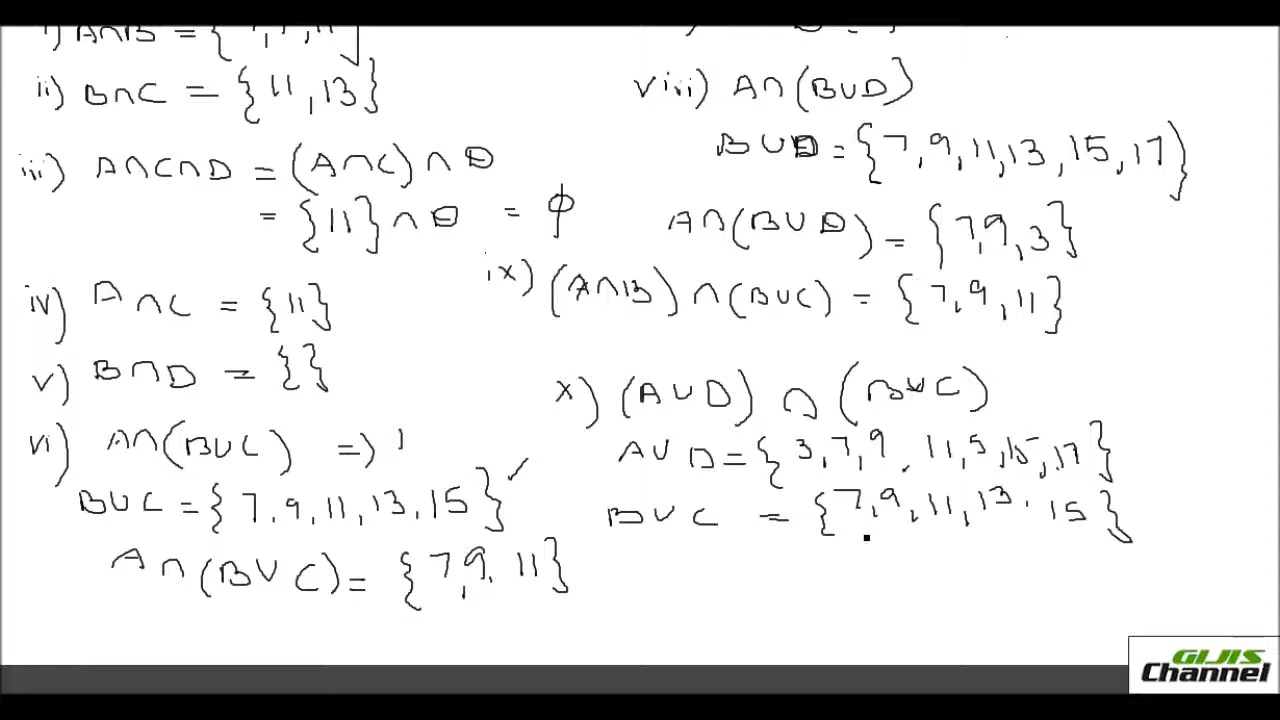 ii) B∩C = {11, 13}
iii) A∩C∩D = (A∩C)∩D
= {11}∩D = φ
iv) A∩C = {11}
v) B∩D = {}
vi) A∩(B∪C) =)
B∪C = {7, 9, 11, 13, 15} ✓
A∩(B∪C) = {7, 9, 11}
viii) A∩(B∪D)
B∪D = {7, 9, 11, 13, 15, 17}
A∩(B∪D) = {7, 9, 3}
ix) (A∩B)∩(B∪C) = {7, 9, 11}
x) (A∪D) ∩ (B∪C)
A∪D = {3, 7, 9, 11, 5, 15, 17}
B∪C = {7, 9, 11, 13, 15}
GIJIS
Channel